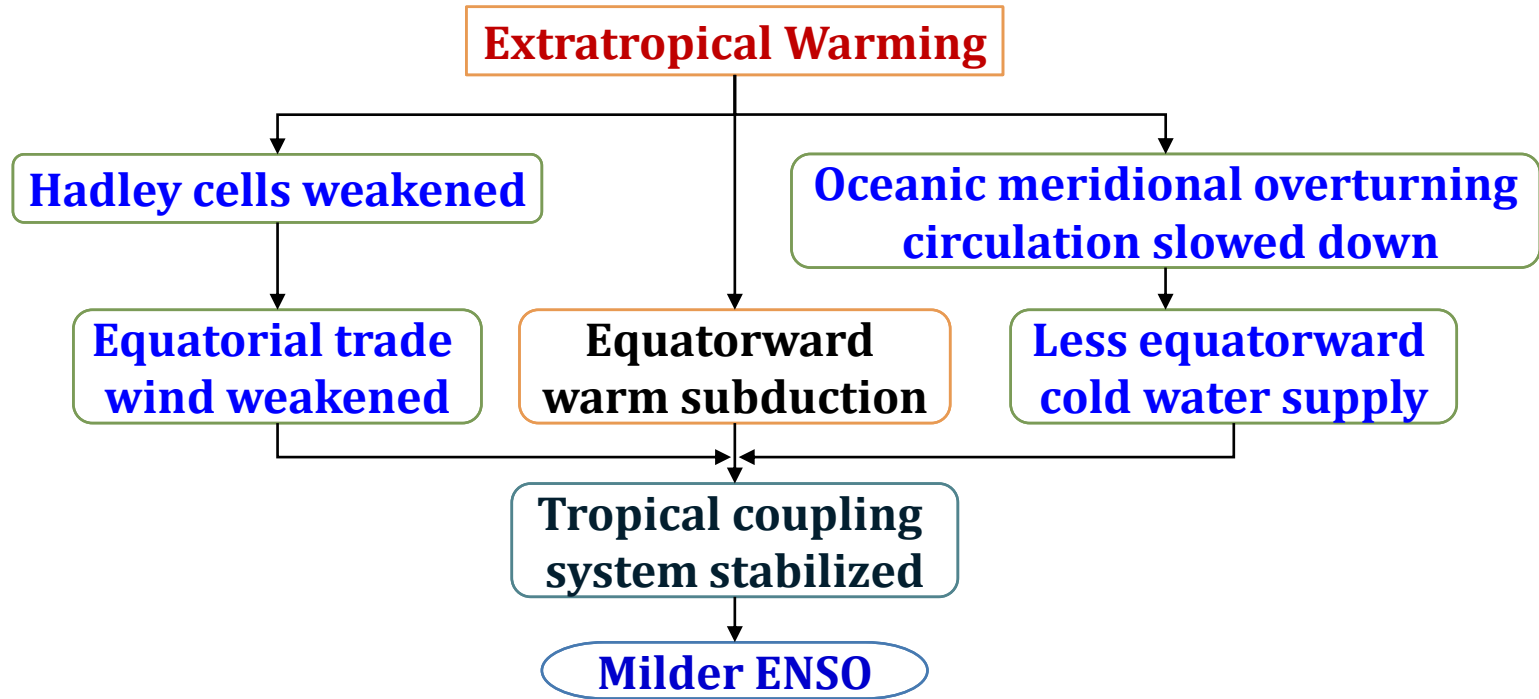 Extratropical Warming
Hadley cells weakened
Oceanic meridional overturning
circulation slowed down
Equatorial trade
wind weakened
Equatorward
warm subduction
Less equatorward
cold water supply
Tropical coupling
system stabilized
Milder ENSO